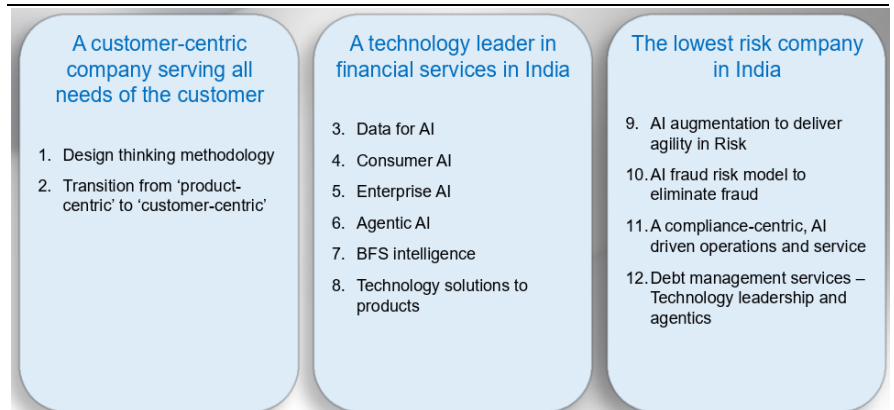 A customer-centric
company serving all
needs of the customer
1. Design thinking methodology
2. Transition from ‘product-
centric’ to ‘customer-centric’
A technology leader in
financial services in India
3. Data for AI
4. Consumer AI
5. Enterprise AI
6. Agentic AI
7. BFS intelligence
8. Technology solutions to
products
The lowest risk company
in India
9. AI augmentation to deliver
agility in Risk
10. AI fraud risk model to
eliminate fraud
11. A compliance-centric, AI
driven operations and service
12. Debt management services –
Technology leadership and
agentics